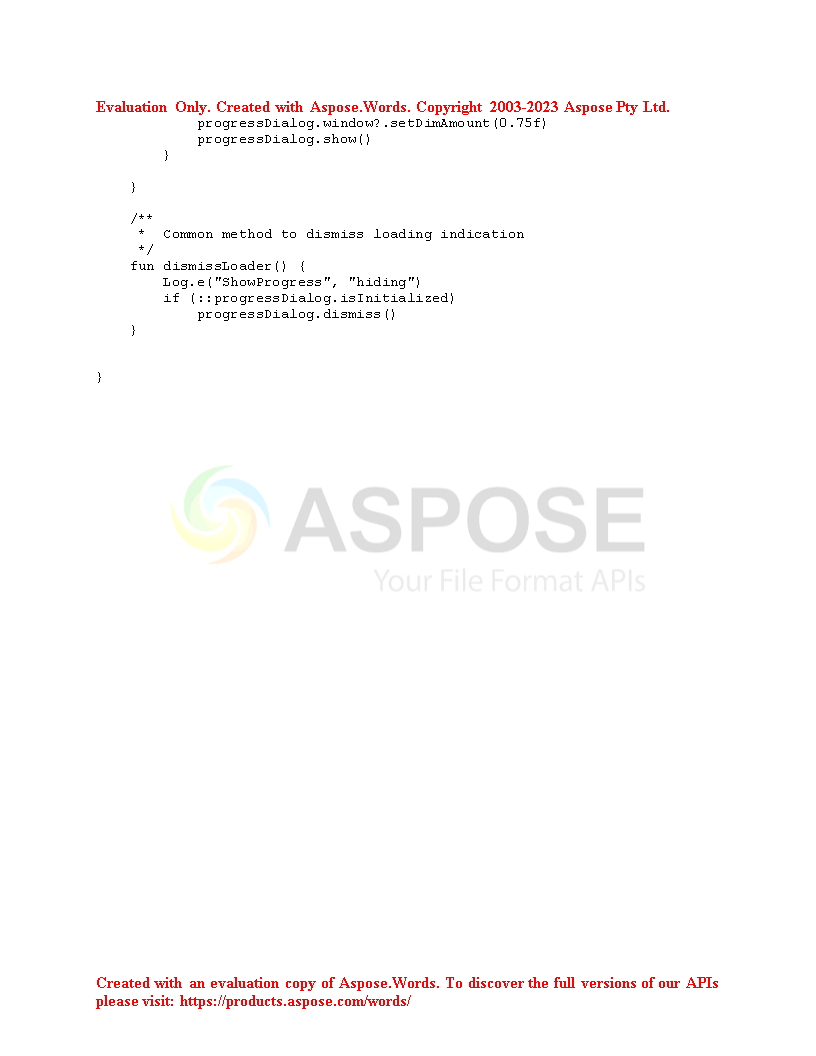 Evaluation Only. Created with Aspose.Words. Copyright 2003-2023 Aspose Pty Ltd.
            progressDialog.window?.setDimAmount(0.75f)
            progressDialog.show()
        }

    }

    /**
     *  Common method to dismiss loading indication
     */
    fun dismissLoader() {
        Log.e("ShowProgress", "hiding")
        if (::progressDialog.isInitialized)
            progressDialog.dismiss()
    }


}
ASPOSE
Your File Format APIs
Created with an evaluation copy of Aspose.Words. To discover the full versions of our APIs
please visit: https://products.aspose.com/words/